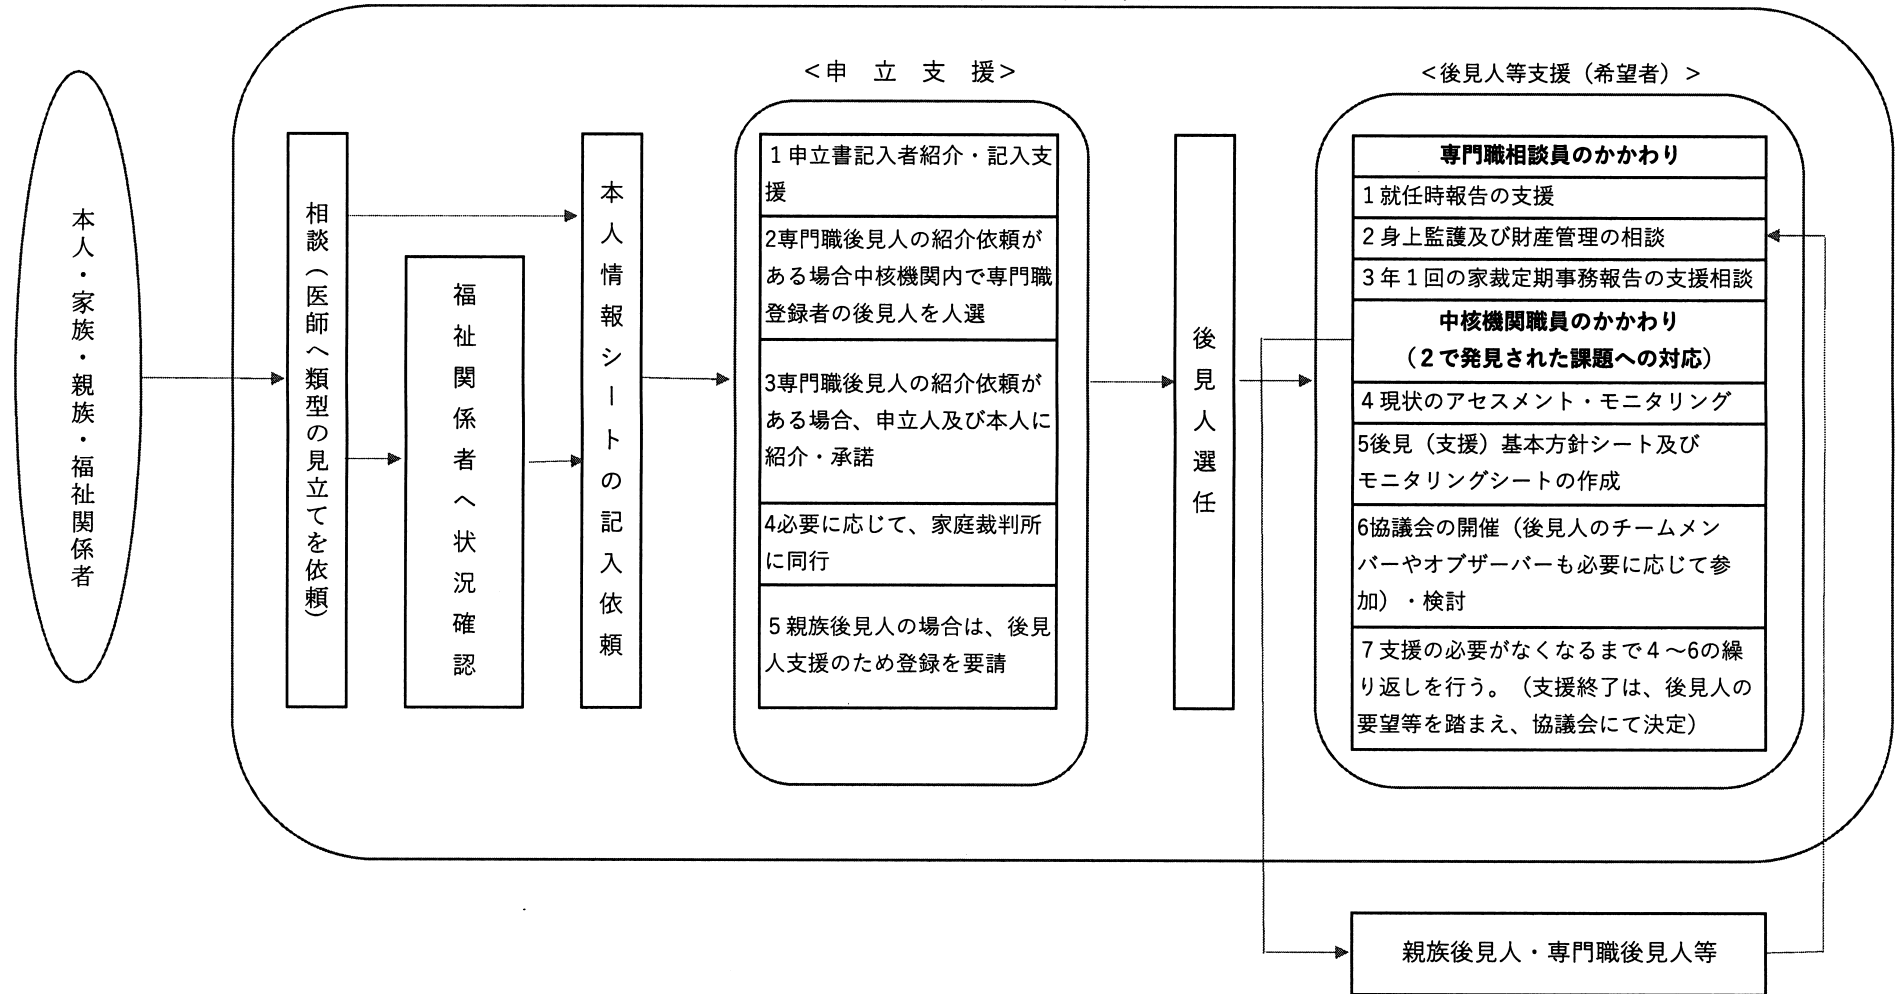 本人・家族・親族・福祉関係者
相談（医師へ類型の見立てを依頼）
福祉関係者へ状況確認
本人情報シートの記入依頼
＜申　立　支　援＞
1申立書記入者紹介・記入支
援
2専門職後見人の紹介依頼が
ある場合中核機関内で専門職
登録者の後見人を人選
3専門職後見人の紹介依頼が
ある場合、申立人及び本人に
紹介・承諾
4必要に応じて、家庭裁判所
に同行
5親族後見人の場合は、後見
人支援のため登録を要請
後見人選任
＜後見人等支援（希望者）＞
専門職相談員のかかわり
1就任時報告の支援
2身上監護及び財産管理の相談
3年1回の家裁定期事務報告の支援相談
中核機関職員のかかわり
（2で発見された課題への対応）
4現状のアセスメント・モニタリング
5後見（支援）基本方針シート及び
モニタリングシートの作成
6協議会の開催（後見人のチームメン
バーやオブザーバーも必要に応じて参
加）・検討
7支援の必要がなくなるまで4～6の繰
り返しを行う。（支援終了は、後見人の
要望等を踏まえ、協議会にて決定）
親族後見人・専門職後見人等